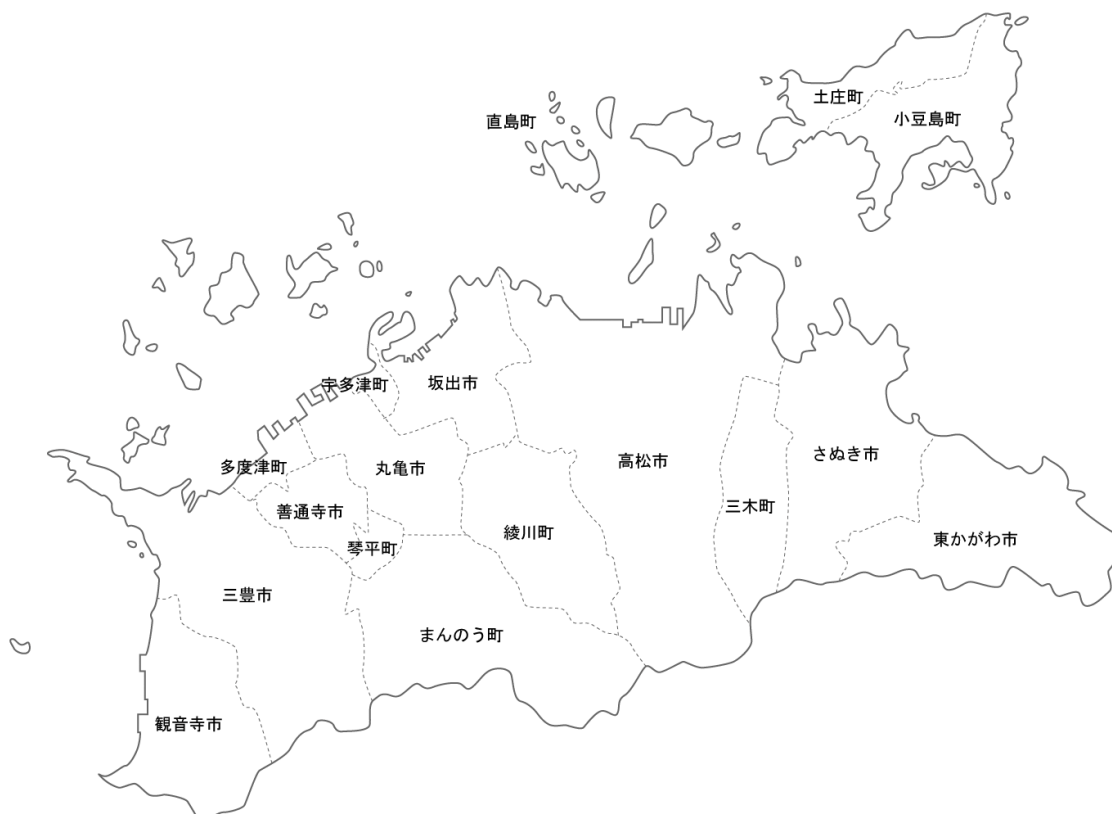 土庄町
小豆島町
直島町
宇多津町
坂出市
高松市
さぬき市
丸亀市
多度津町
善通寺市
三木町
綾川町
東かがわ市
琴平町
三豊市
まんのう町
観音寺市